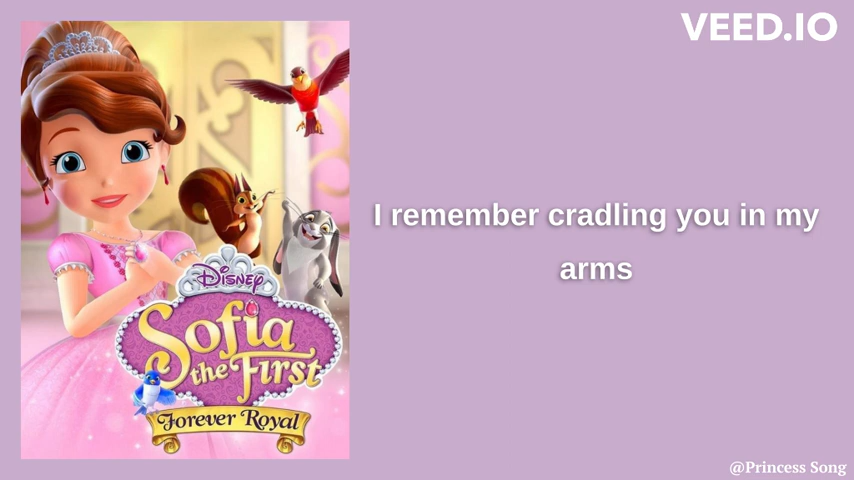 VEED.IO
I remember cradling you in my
arms
Disney
Sofia
the First
Forever Royal
@Princess Song